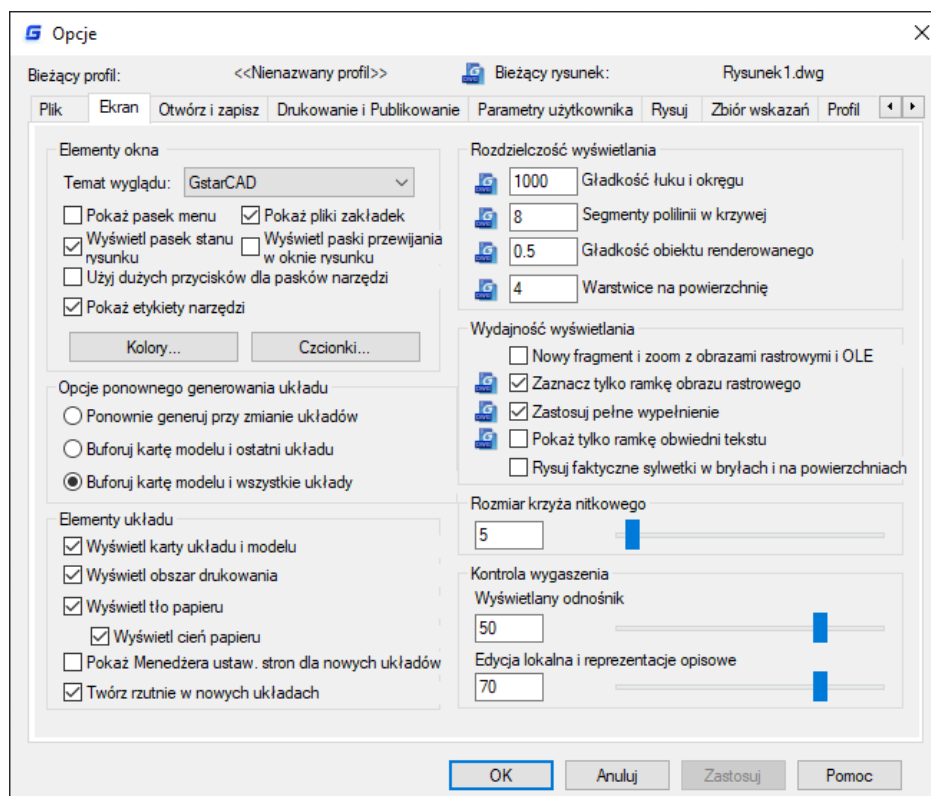 Opcje
Bieżący profil: <<Nienazwany profil>> Bieżący rysunek: Rysunek1.dwg
Plik Ekran Otwórz i zapisz Drukowanie i Publikowanie Parametry użytkownika Rysuj Zbiór wskazań Profil
Elementy okna
Temat wyglądu: GstarCAD
Pokaż pasek menu Pokaż pliki zakładek
Wyświetl pasek stanu rysunku Wyświetl paski przewijania w oknie rysunku
Użyj dużych przycisków dla pasków narzędzi
Pokaż etykiety narzędzi
Kolory... Czcionki...
Opcje ponownego generowania układu
Ponownie generuj przy zmianie układów
Buforuj kartę modelu i ostatni układu
Buforuj kartę modelu i wszystkie układy
Elementy układu
Wyświetl karty układu i modelu
Wyświetl obszar drukowania
Wyświetl tło papieru
Wyświetl cień papieru
Pokaż Menedżera ustaw. stron dla nowych układów
Twórz rzutnie w nowych układach
Rozdzielczość wyświetlania
1000 Gładkość łuku i okręgu
8 Segmenty polilinii w krzywej
0.5 Gładkość obiektu renderowanego
4 Warstwice na powierzchnię
Wydajność wyświetlania
Nowy fragment i zoom z obrazami rastrowymi i OLE
Zaznacz tylko ramkę obrazu rastrowego
Zastosuj pełne wypełnienie
Pokaż tylko ramkę obwiedni tekstu
Rysuj faktyczne sylwetki w bryłach i na powierzchniach
Rozmiar krzyża nitkowego
5
Kontrola wygaszenia
Wyświetlany odnośnik
50
Edycja lokalna i reprezentacje opisowe
70
OK Anuluj Zastosuj Pomoc